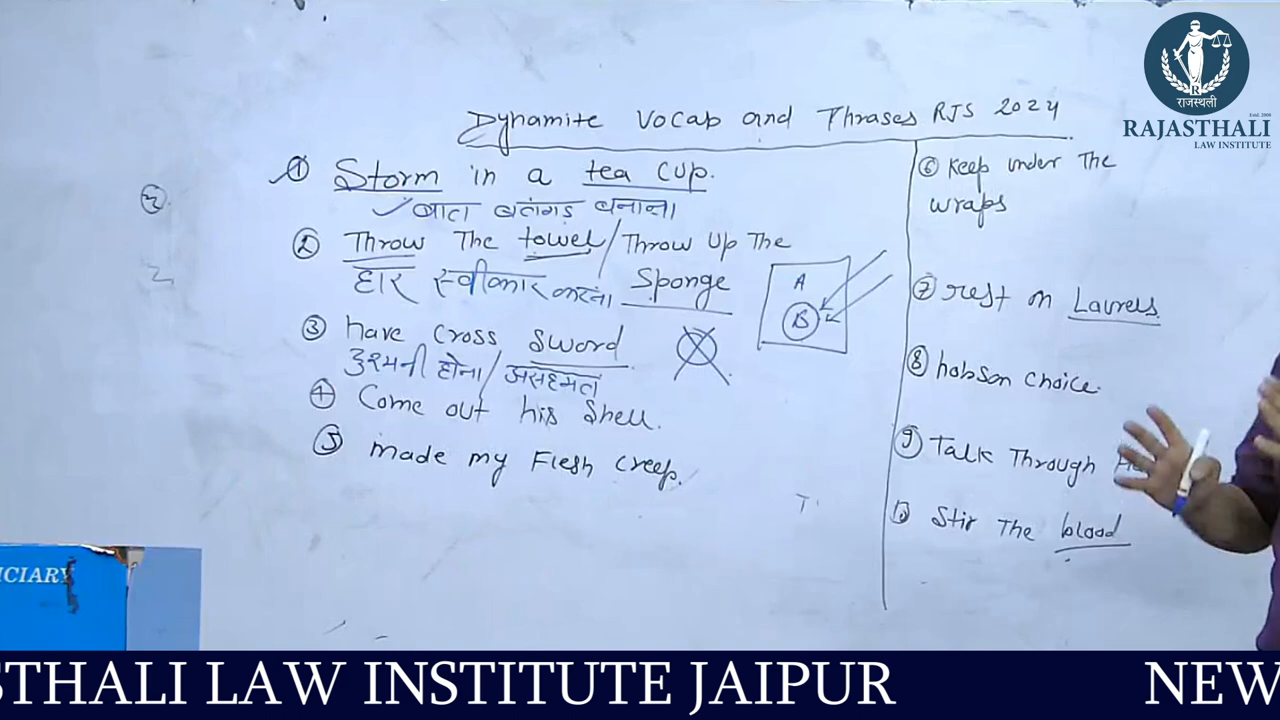 Dynamite Vocab and Phrases RJS 2024
① Storm in a tea cup.
बाता बतंगड़ बनाना
② Throw The towel / Throw Up The
हार स्वीकार करना Sponge
③ have cross sword
दुश्मनी होना / असहमत
④ Come out his shell.
⑤ made my Flesh creep.
A
B
⑥ Keep under The
wraps
⑦ rest on Laurels
⑧ hobson choice.
⑨ Talk Through
10 Stir The blood
राजस्थली
Estd. 2000
RAJASTHALI
LAW INSTITUTE
ICIARY
STHALI LAW INSTITUTE JAIPUR NEW